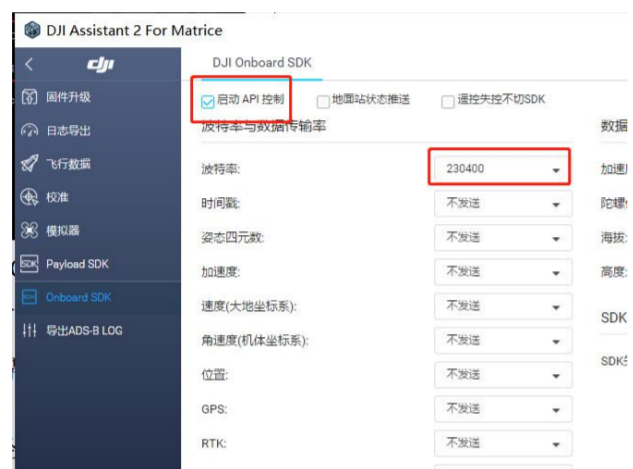 DJI Assistant 2 For Matrice
dji
DJI Onboard SDK
固件升级
日志导出
飞行数据
校准
模拟器
Payload SDK
Onboard SDK
导出ADS-B LOG
启动 API 控制
地面站状态推送
遥控失控不切SDK
波特率与数据传输率
数据
波特率:
230400
加速度
时间戳:
不发送
陀螺
姿态四元数:
不发送
海拔:
加速度:
不发送
高度:
速度(大地坐标系):
不发送
SDK
角速度(机体坐标系):
不发送
位置:
不发送
GPS:
不发送
RTK:
不发送